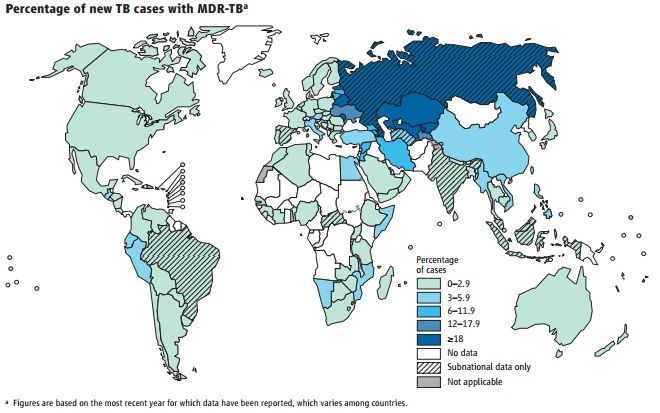 Percentage of new TB cases with MDR-TBᵃ
Percentage
of cases
0–2.9
3–5.9
6–11.9
12–17.9
≥18
No data
Subnational data only
Not applicable
ᵃ Figures are based on the most recent year for which data have been reported, which varies among countries.